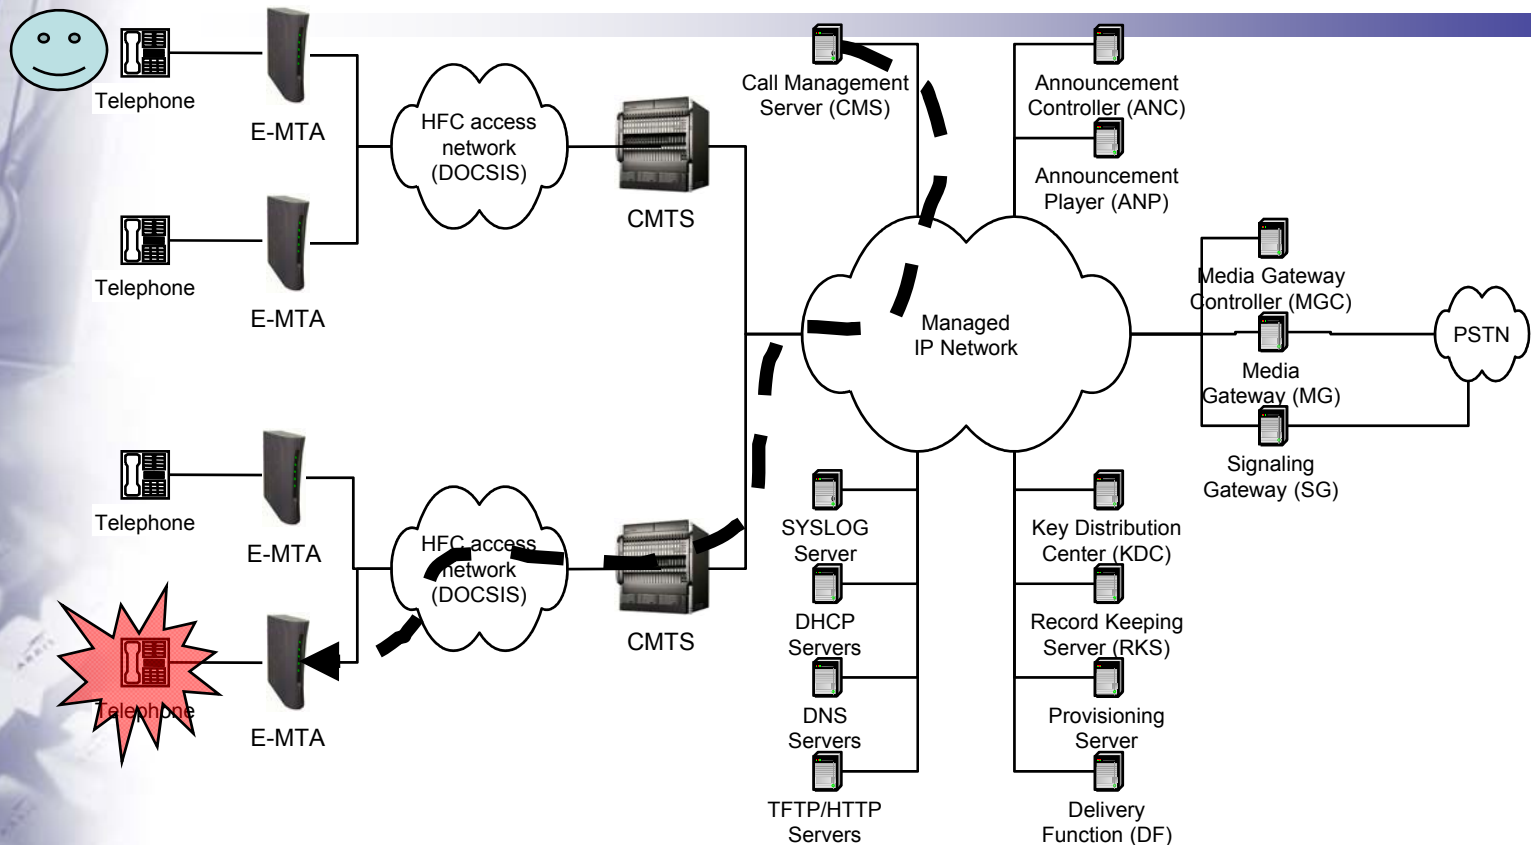 Telephone
E-MTA
Telephone
E-MTA
HFC access
network
(DOCSIS)
CMTS
Call Management
Server (CMS)
Announcement
Controller (ANC)
Announcement
Player (ANP)
Managed
IP Network
Media Gateway
Controller (MGC)
Media
Gateway (MG)
Signaling
Gateway (SG)
PSTN
Telephone
E-MTA
Telephone
E-MTA
HFC access
network
(DOCSIS)
CMTS
SYSLOG
Server
DHCP
Servers
DNS
Servers
TFTP/HTTP
Servers
Key Distribution
Center (KDC)
Record Keeping
Server (RKS)
Provisioning
Server
Delivery
Function (DF)